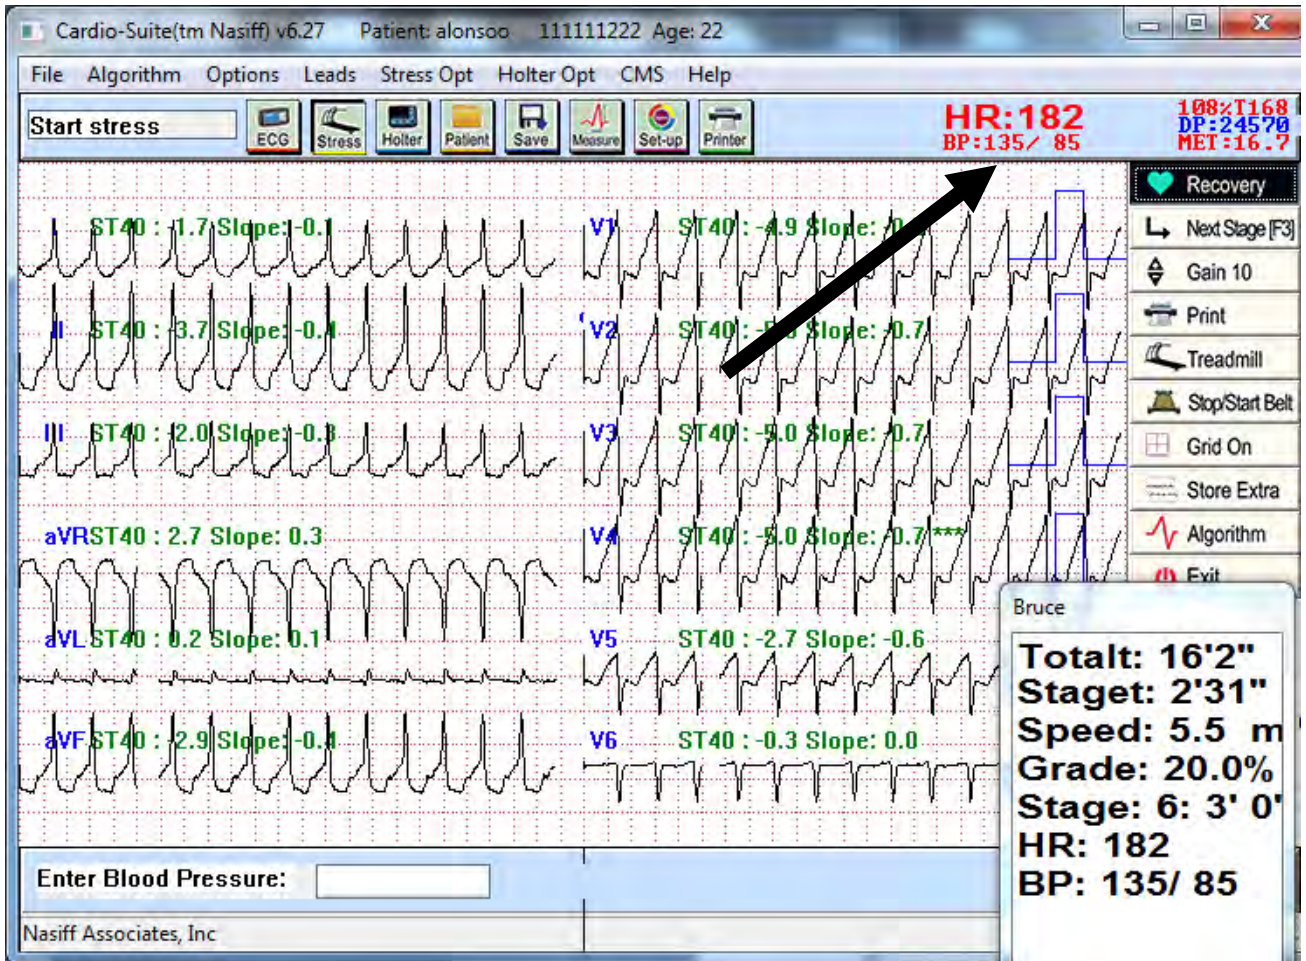 Cardio-Suite(tm Nasiff) v6.27 Patient: alonsoo 111111222 Age: 22
File Algorithm Options Leads Stress Opt Holter Opt CMS Help
Start stress
ECG Stress Holter Patient Save Measure Set-up Printer
HR:182
BP:135/ 85
108%T168
DP:24570
MET:16.7
Recovery
Next Stage [F3]
Gain 10
Print
Treadmill
Stop/Start Belt
Grid On
Store Extra
Algorithm
Exit
I ST40 : -1.7 Slope: -0.1
II ST40 : -3.7 Slope: -0.4
III ST40 : -2.0 Slope: -0.3
aVR ST40 : 2.7 Slope: 0.3
aVL ST40 : 0.2 Slope: 0.1
aVF ST40 : -2.9 Slope: -0.4
V1 ST40 : -4.9 Slope:
V2 ST40 : Slope: -0.7
V3 ST40 : -5.0 Slope: -0.7
V4 ST40 : -5.0 Slope: -0.7 ***
V5 ST40 : -2.7 Slope: -0.6
V6 ST40 : -0.3 Slope: 0.0
Bruce
Totalt: 16'2"
Staget: 2'31"
Speed: 5.5 m
Grade: 20.0%
Stage: 6: 3' 0'
HR: 182
BP: 135/ 85
Enter Blood Pressure:
Nasiff Associates, Inc